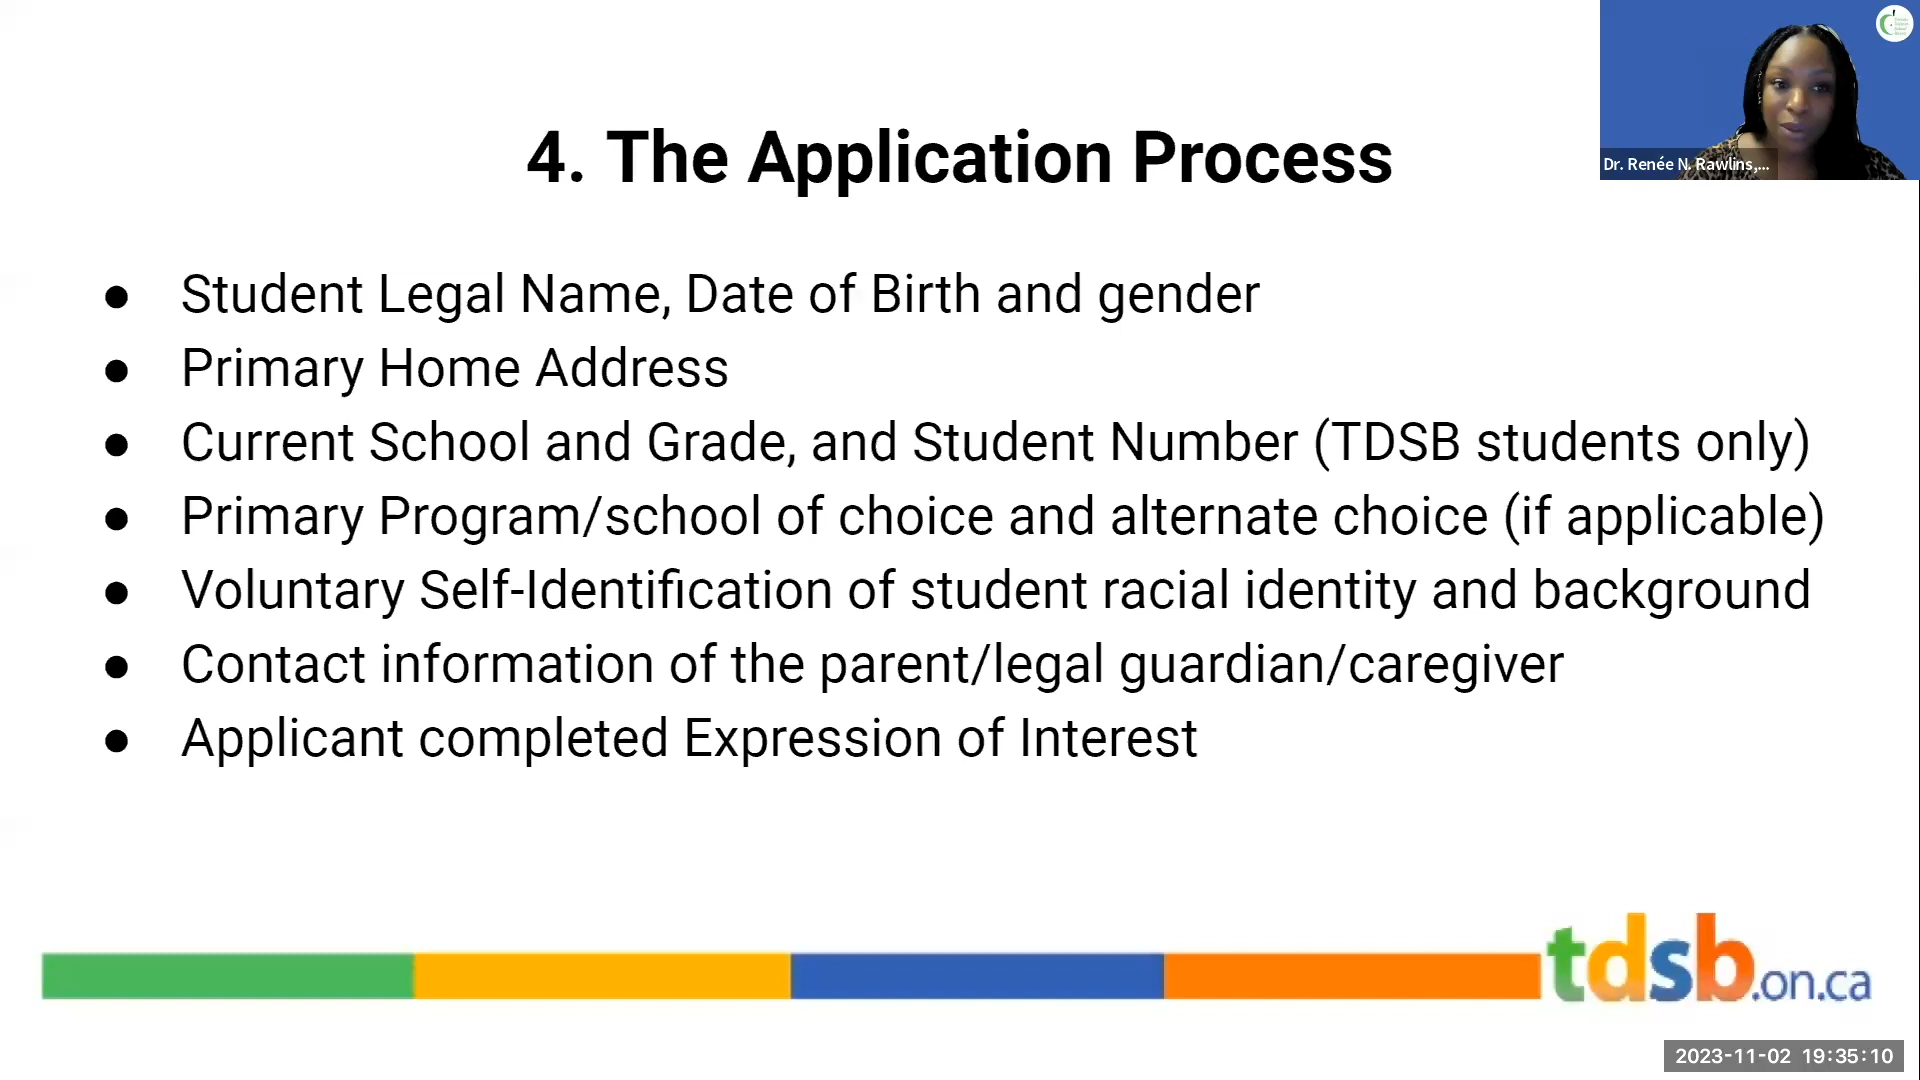 4. The Application Process
Dr. Renée N. Rawlins,...
● Student Legal Name, Date of Birth and gender
● Primary Home Address
● Current School and Grade, and Student Number (TDSB students only)
● Primary Program/school of choice and alternate choice (if applicable)
● Voluntary Self-Identification of student racial identity and background
● Contact information of the parent/legal guardian/caregiver
● Applicant completed Expression of Interest
tdsb.on.ca
2023-11-02 19:35:10